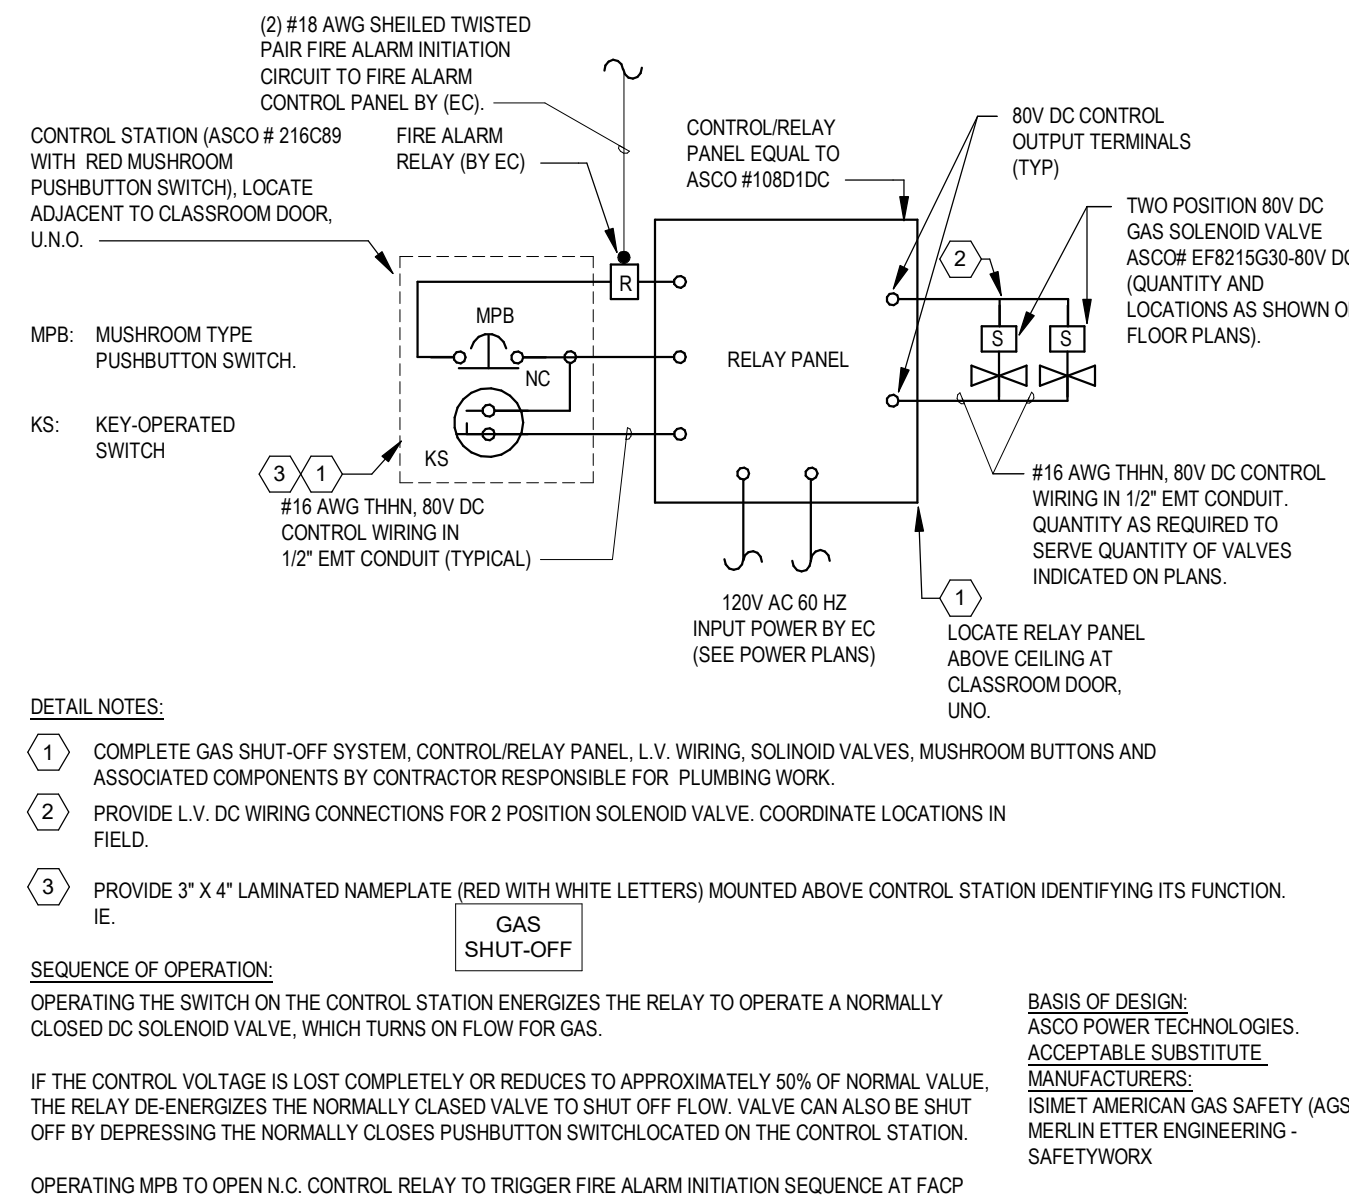 (2) #18 AWG SHEILED TWISTED
PAIR FIRE ALARM INITIATION
CIRCUIT TO FIRE ALARM
CONTROL PANEL BY (EC).
CONTROL STATION (ASCO # 216C89
WITH RED MUSHROOM
PUSHBUTTON SWITCH), LOCATE
ADJACENT TO CLASSROOM DOOR,
U.N.O.
FIRE ALARM
RELAY (BY EC)
CONTROL/RELAY
PANEL EQUAL TO
ASCO #108D1DC
80V DC CONTROL
OUTPUT TERMINALS
(TYP)
TWO POSITION 80V DC
GAS SOLENOID VALVE
ASCO# EF8215G30-80V DC
(QUANTITY AND
LOCATIONS AS SHOWN O
FLOOR PLANS).
2
R
MPB
NC
KS
RELAY PANEL
S
S
MPB: MUSHROOM TYPE
PUSHBUTTON SWITCH.
KS: KEY-OPERATED
SWITCH
3
1
#16 AWG THHN, 80V DC
CONTROL WIRING IN
1/2" EMT CONDUIT (TYPICAL)
#16 AWG THHN, 80V DC CONTROL
WIRING IN 1/2" EMT CONDUIT.
QUANTITY AS REQUIRED TO
SERVE QUANTITY OF VALVES
INDICATED ON PLANS.
120V AC 60 HZ
INPUT POWER BY EC
(SEE POWER PLANS)
1
LOCATE RELAY PANEL
ABOVE CEILING AT
CLASSROOM DOOR,
UNO.
DETAIL NOTES:
1 COMPLETE GAS SHUT-OFF SYSTEM, CONTROL/RELAY PANEL, L.V. WIRING, SOLINOID VALVES, MUSHROOM BUTTONS AND
ASSOCIATED COMPONENTS BY CONTRACTOR RESPONSIBLE FOR PLUMBING WORK.
2 PROVIDE L.V. DC WIRING CONNECTIONS FOR 2 POSITION SOLENOID VALVE. COORDINATE LOCATIONS IN
FIELD.
3 PROVIDE 3" X 4" LAMINATED NAMEPLATE (RED WITH WHITE LETTERS) MOUNTED ABOVE CONTROL STATION IDENTIFYING ITS FUNCTION.
IE.
GAS
SHUT-OFF
SEQUENCE OF OPERATION:
OPERATING THE SWITCH ON THE CONTROL STATION ENERGIZES THE RELAY TO OPERATE A NORMALLY
CLOSED DC SOLENOID VALVE, WHICH TURNS ON FLOW FOR GAS.
IF THE CONTROL VOLTAGE IS LOST COMPLETELY OR REDUCES TO APPROXIMATELY 50% OF NORMAL VALUE,
THE RELAY DE-ENERGIZES THE NORMALLY CLASED VALVE TO SHUT OFF FLOW. VALVE CAN ALSO BE SHUT
OFF BY DEPRESSING THE NORMALLY CLOSES PUSHBUTTON SWITCHLOCATED ON THE CONTROL STATION.
OPERATING MPB TO OPEN N.C. CONTROL RELAY TO TRIGGER FIRE ALARM INITIATION SEQUENCE AT FACP
BASIS OF DESIGN:
ASCO POWER TECHNOLOGIES.
ACCEPTABLE SUBSTITUTE
MANUFACTURERS:
ISIMET AMERICAN GAS SAFETY (AGS
MERLIN ETTER ENGINEERING -
SAFETYWORX